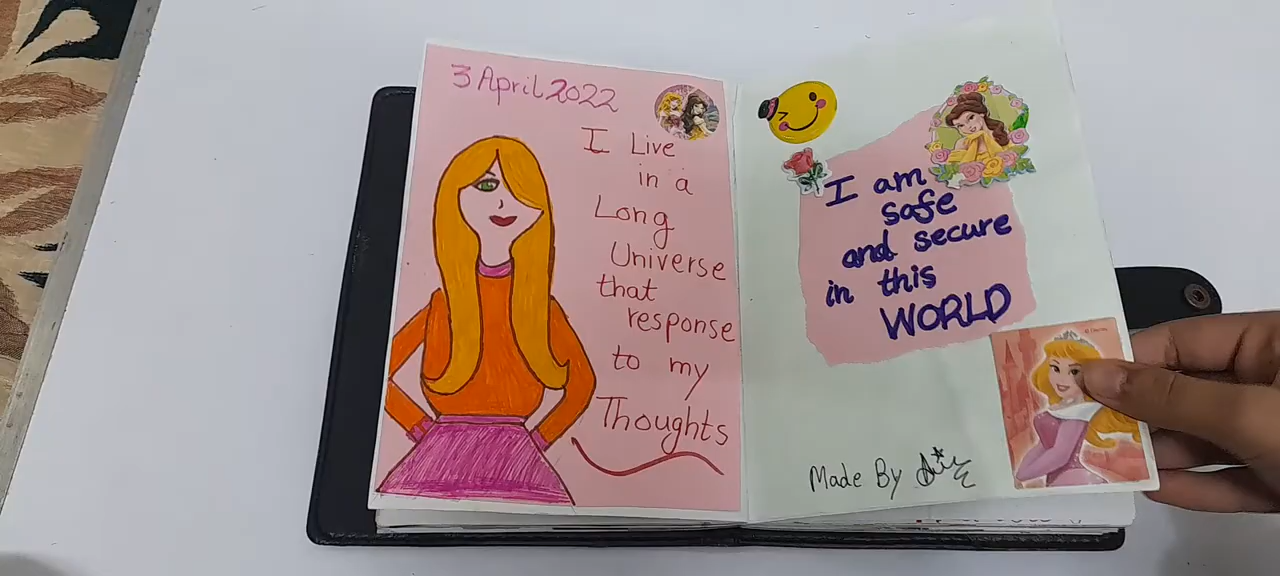 3 April 2022
I Live
in a
Long
Universe
that
response
to my
Thoughts
I am
safe
and secure
in this
WORLD
Made By